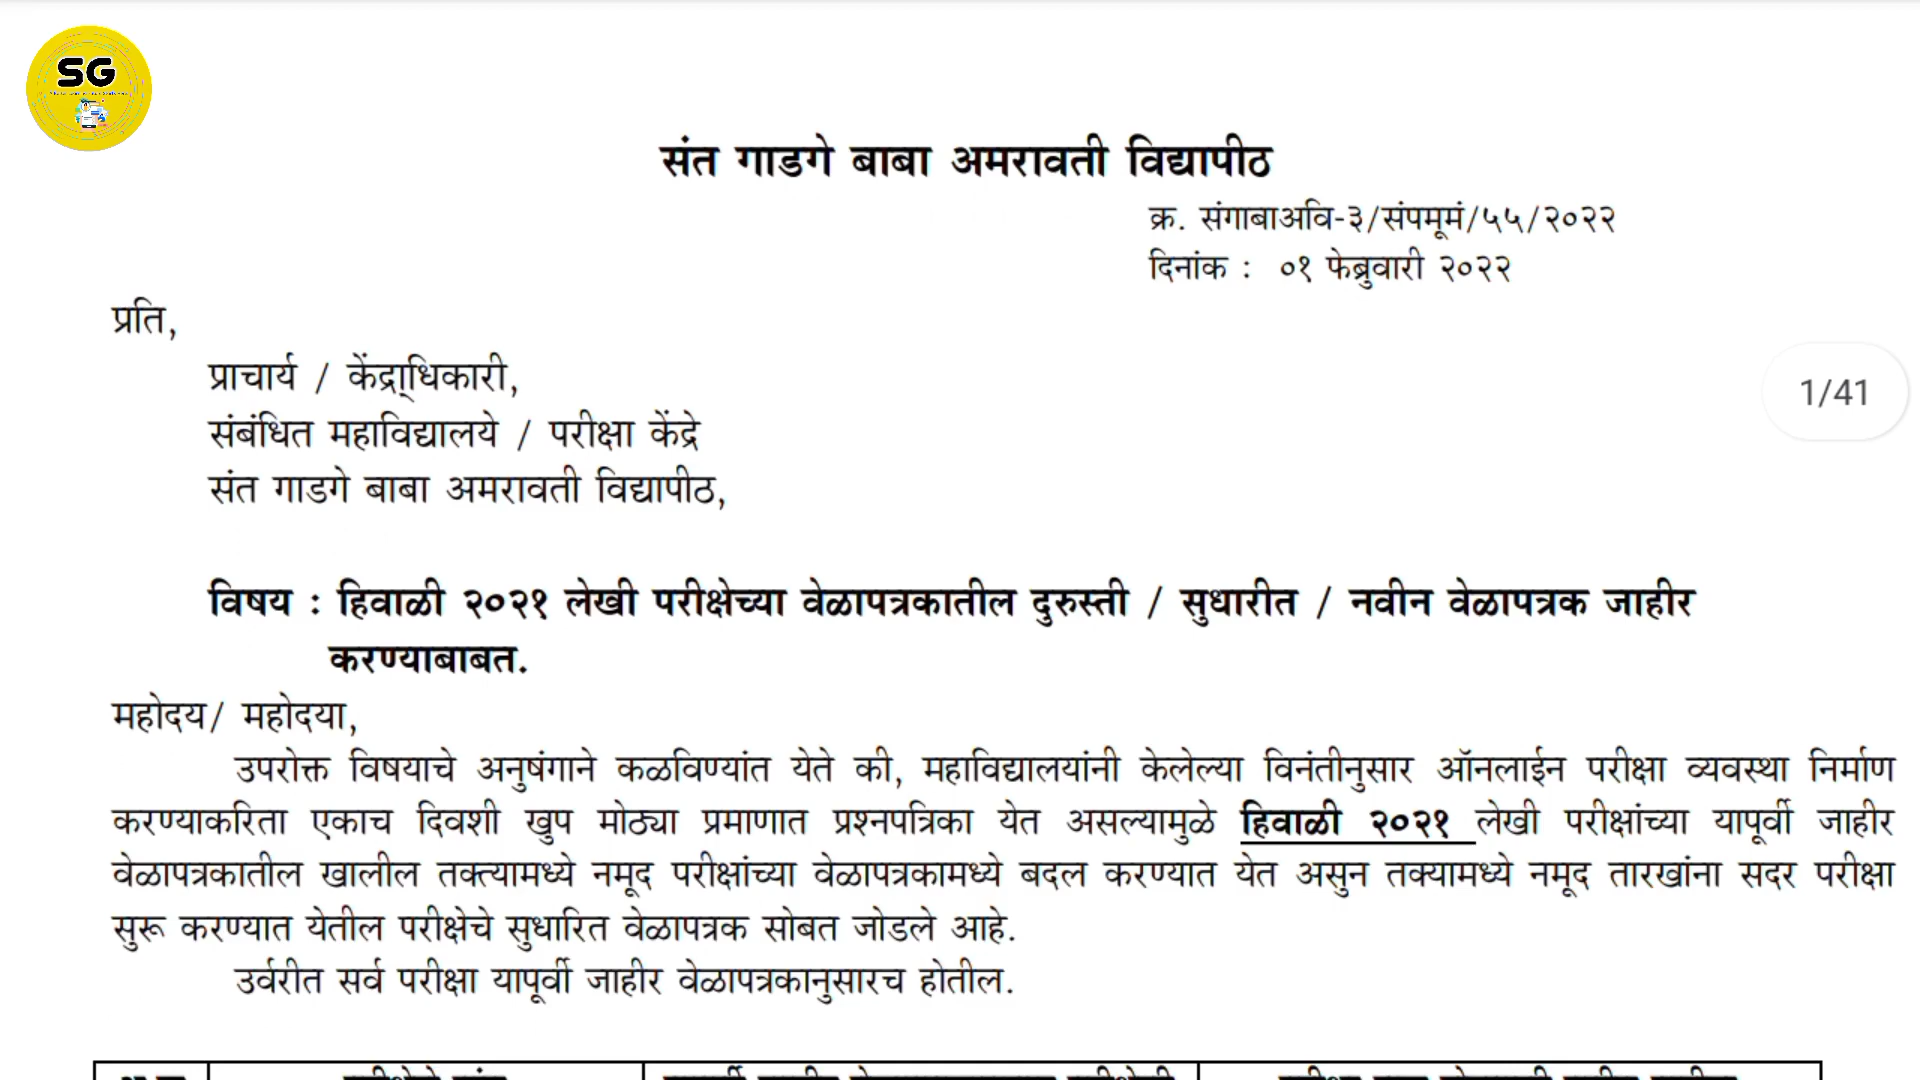 SG
संत गाडगे बाबा अमरावती विद्यापीठ
क्र. संगाबाअवि-३/संपमूमं/५५/२०२२
दिनांक : ०१ फेब्रुवारी २०२२
प्रति,
प्राचार्य / केंद्रा्धिकारी,
संबंधित महाविद्यालये / परीक्षा केंद्रे
संत गाडगे बाबा अमरावती विद्यापीठ,
1/41
विषय : हिवाळी २०२१ लेखी परीक्षेच्या वेळापत्रकातील दुरुस्ती / सुधारीत / नवीन वेळापत्रक जाहीर
करण्याबाबत.
महोदय/ महोदया,
उपरोक्त विषयाचे अनुषंगाने कळविण्यांत येते की, महाविद्यालयांनी केलेल्या विनंतीनुसार ऑनलाईन परीक्षा व्यवस्था निर्माण
करण्याकरिता एकाच दिवशी खुप मोठ्या प्रमाणात प्रश्नपत्रिका येत असल्यामुळे हिवाळी २०२१ लेखी परीक्षांच्या यापूर्वी जाहीर
वेळापत्रकातील खालील तक्त्यामध्ये नमूद परीक्षांच्या वेळापत्रकामध्ये बदल करण्यात येत असुन तक्यामध्ये नमूद तारखांना सदर परीक्षा
सुरू करण्यात येतील परीक्षेचे सुधारित वेळापत्रक सोबत जोडले आहे.
उर्वरीत सर्व परीक्षा यापूर्वी जाहीर वेळापत्रकानुसारच होतील.